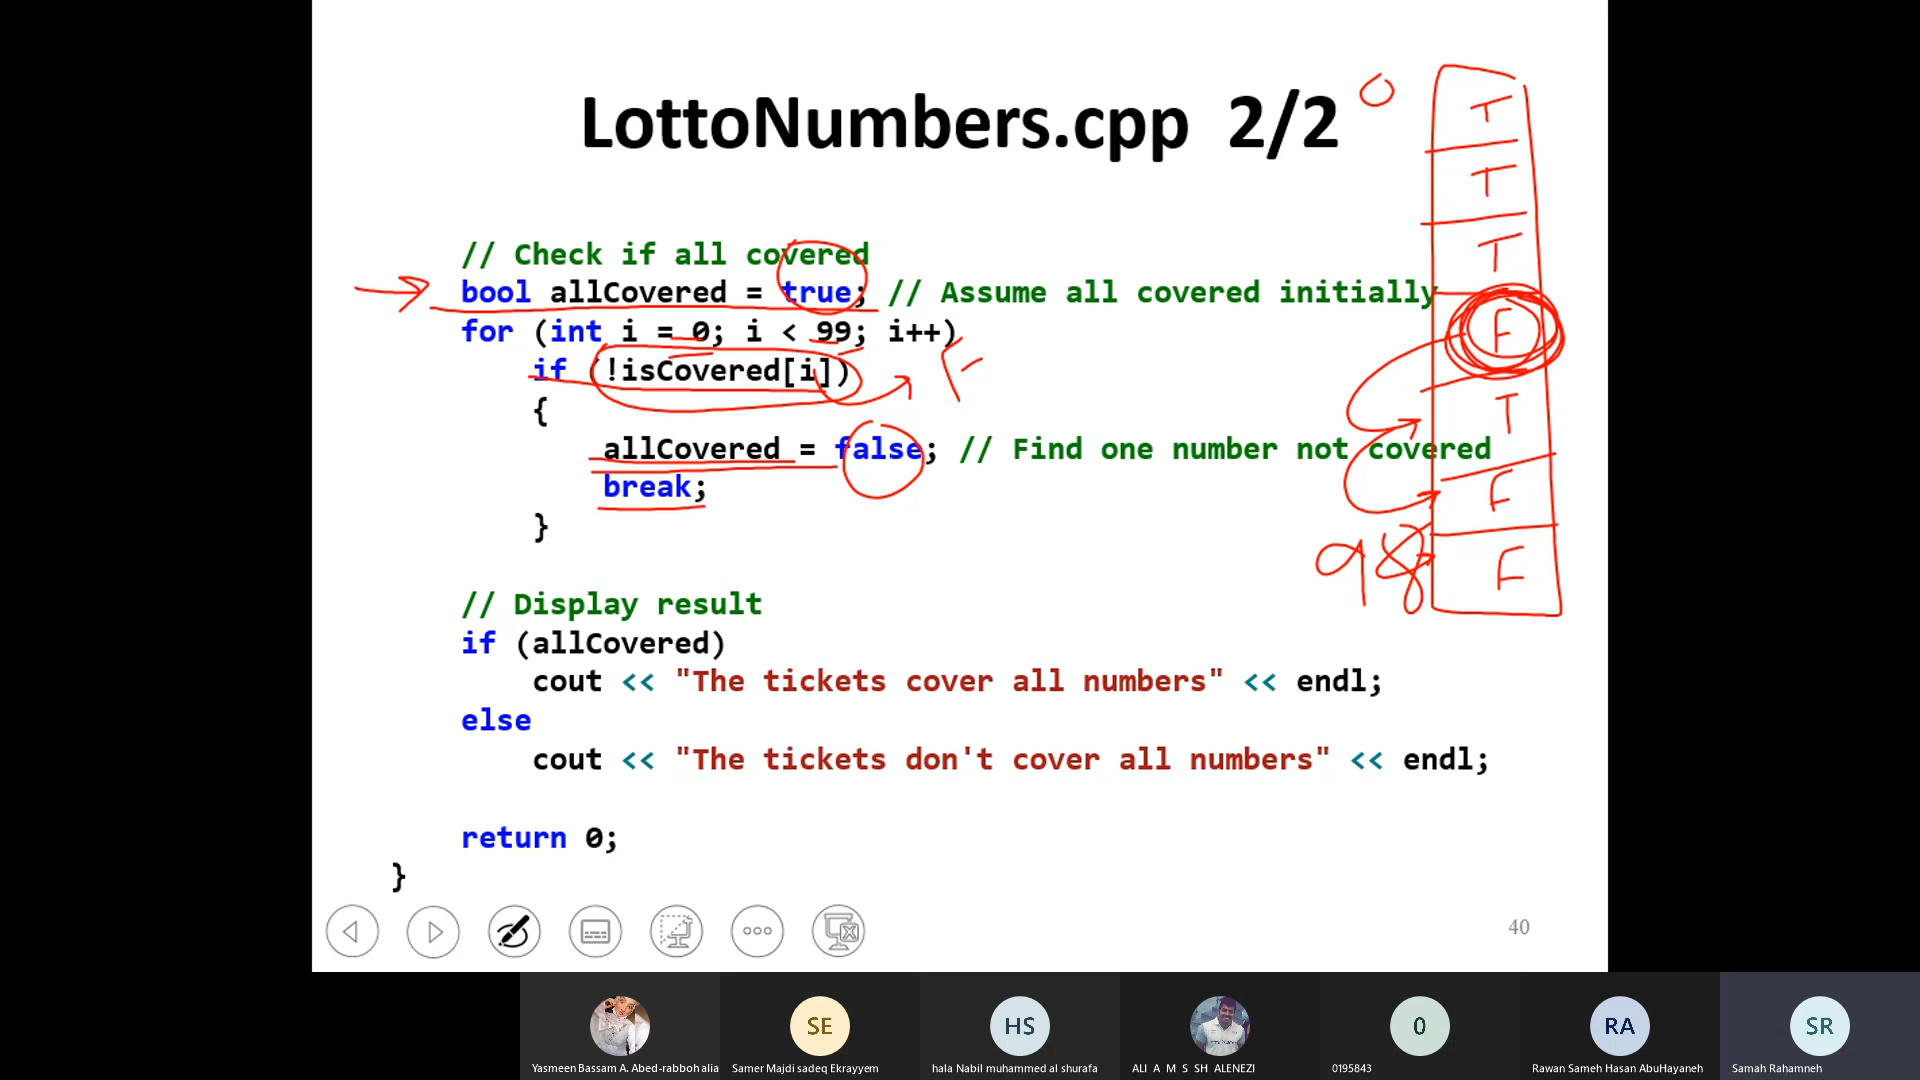 LottoNumbers.cpp 2/2
O
T
T
T
F
T
F
F
98
// Check if all covered
bool allCovered = true; // Assume all covered initially
for (int i = 0; i < 99; i++)
if (!isCovered[i])
F
{
allCovered = false; // Find one number not covered
break;
}
// Display result
if (allCovered)
cout << "The tickets cover all numbers" << endl;
else
cout << "The tickets don't cover all numbers" << endl;
return 0;
}
40
SE
HS
0
RA
SR
Yasmeen Bassam A. Abed-rabboh alia
Samer Majdi sadeq Ekrayyem
hala Nabil muhammed al shurafa
ALI A M S SH ALENEZI
0195843
Rawan Sameh Hasan AbuHayaneh
Samah Rahamneh